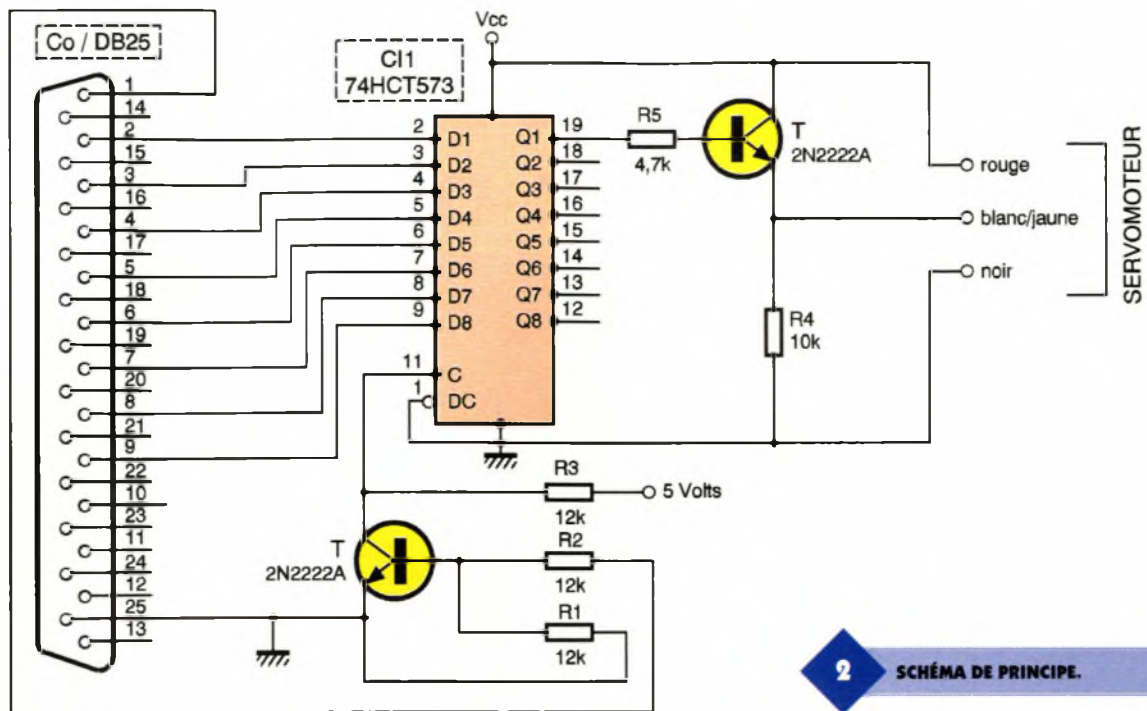 Co / DB25
1
14
2
15
3
16
4
17
5
18
6
19
7
20
8
21
9
22
10
23
11
24
12
25
13
CI1
74HCT573
Vcc
2 D1
3 D2
4 D3
5 D4
6 D5
7 D6
8 D7
9 D8
11 C
1 DC
Q1 19
Q2 18
Q3 17
Q4 16
Q5 15
Q6 14
Q7 13
Q8 12
R5
4,7k
T
2N2222A
rouge
blanc/jaune
noir
SERVOMOTEUR
R4
10k
R3
12k
5 Volts
R2
12k
R1
12k
T
2N2222A
2 SCHÉMA DE PRINCIPE.